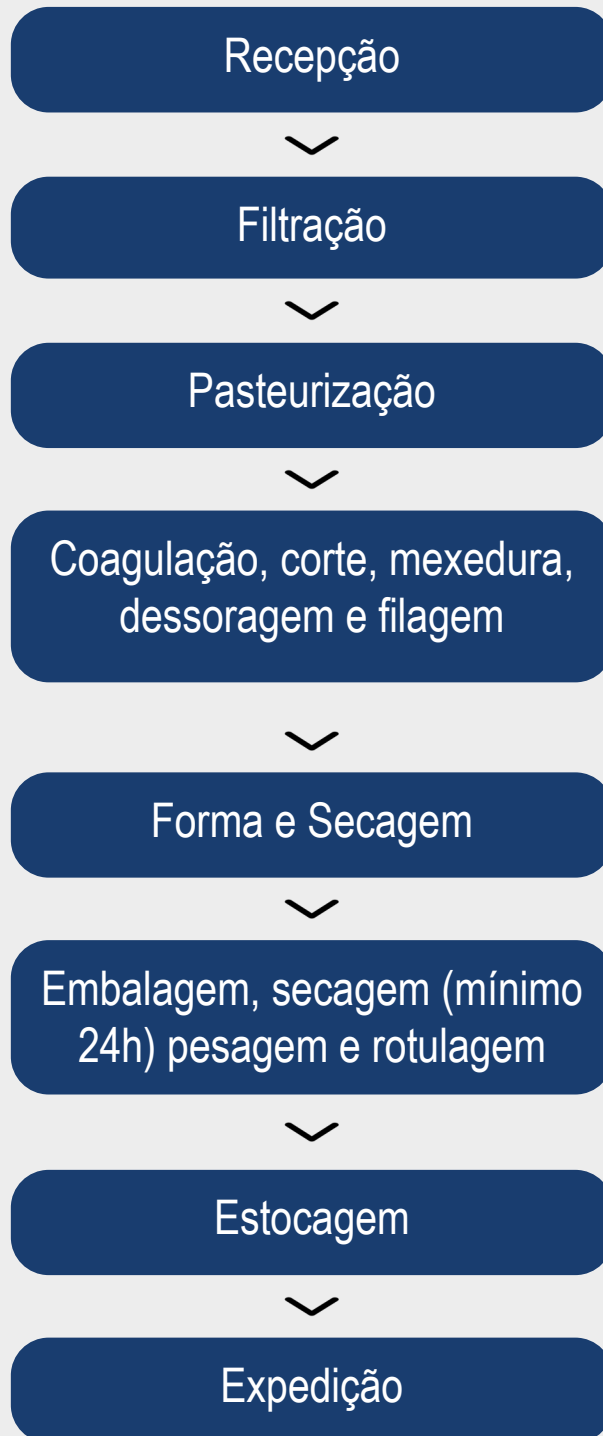 Recepção
Filtração
Pasteurização
Coagulação, corte, mexedura,
dessoragem e filagem
Forma e Secagem
Embalagem, secagem (mínimo
24h) pesagem e rotulagem
Estocagem
Expedição